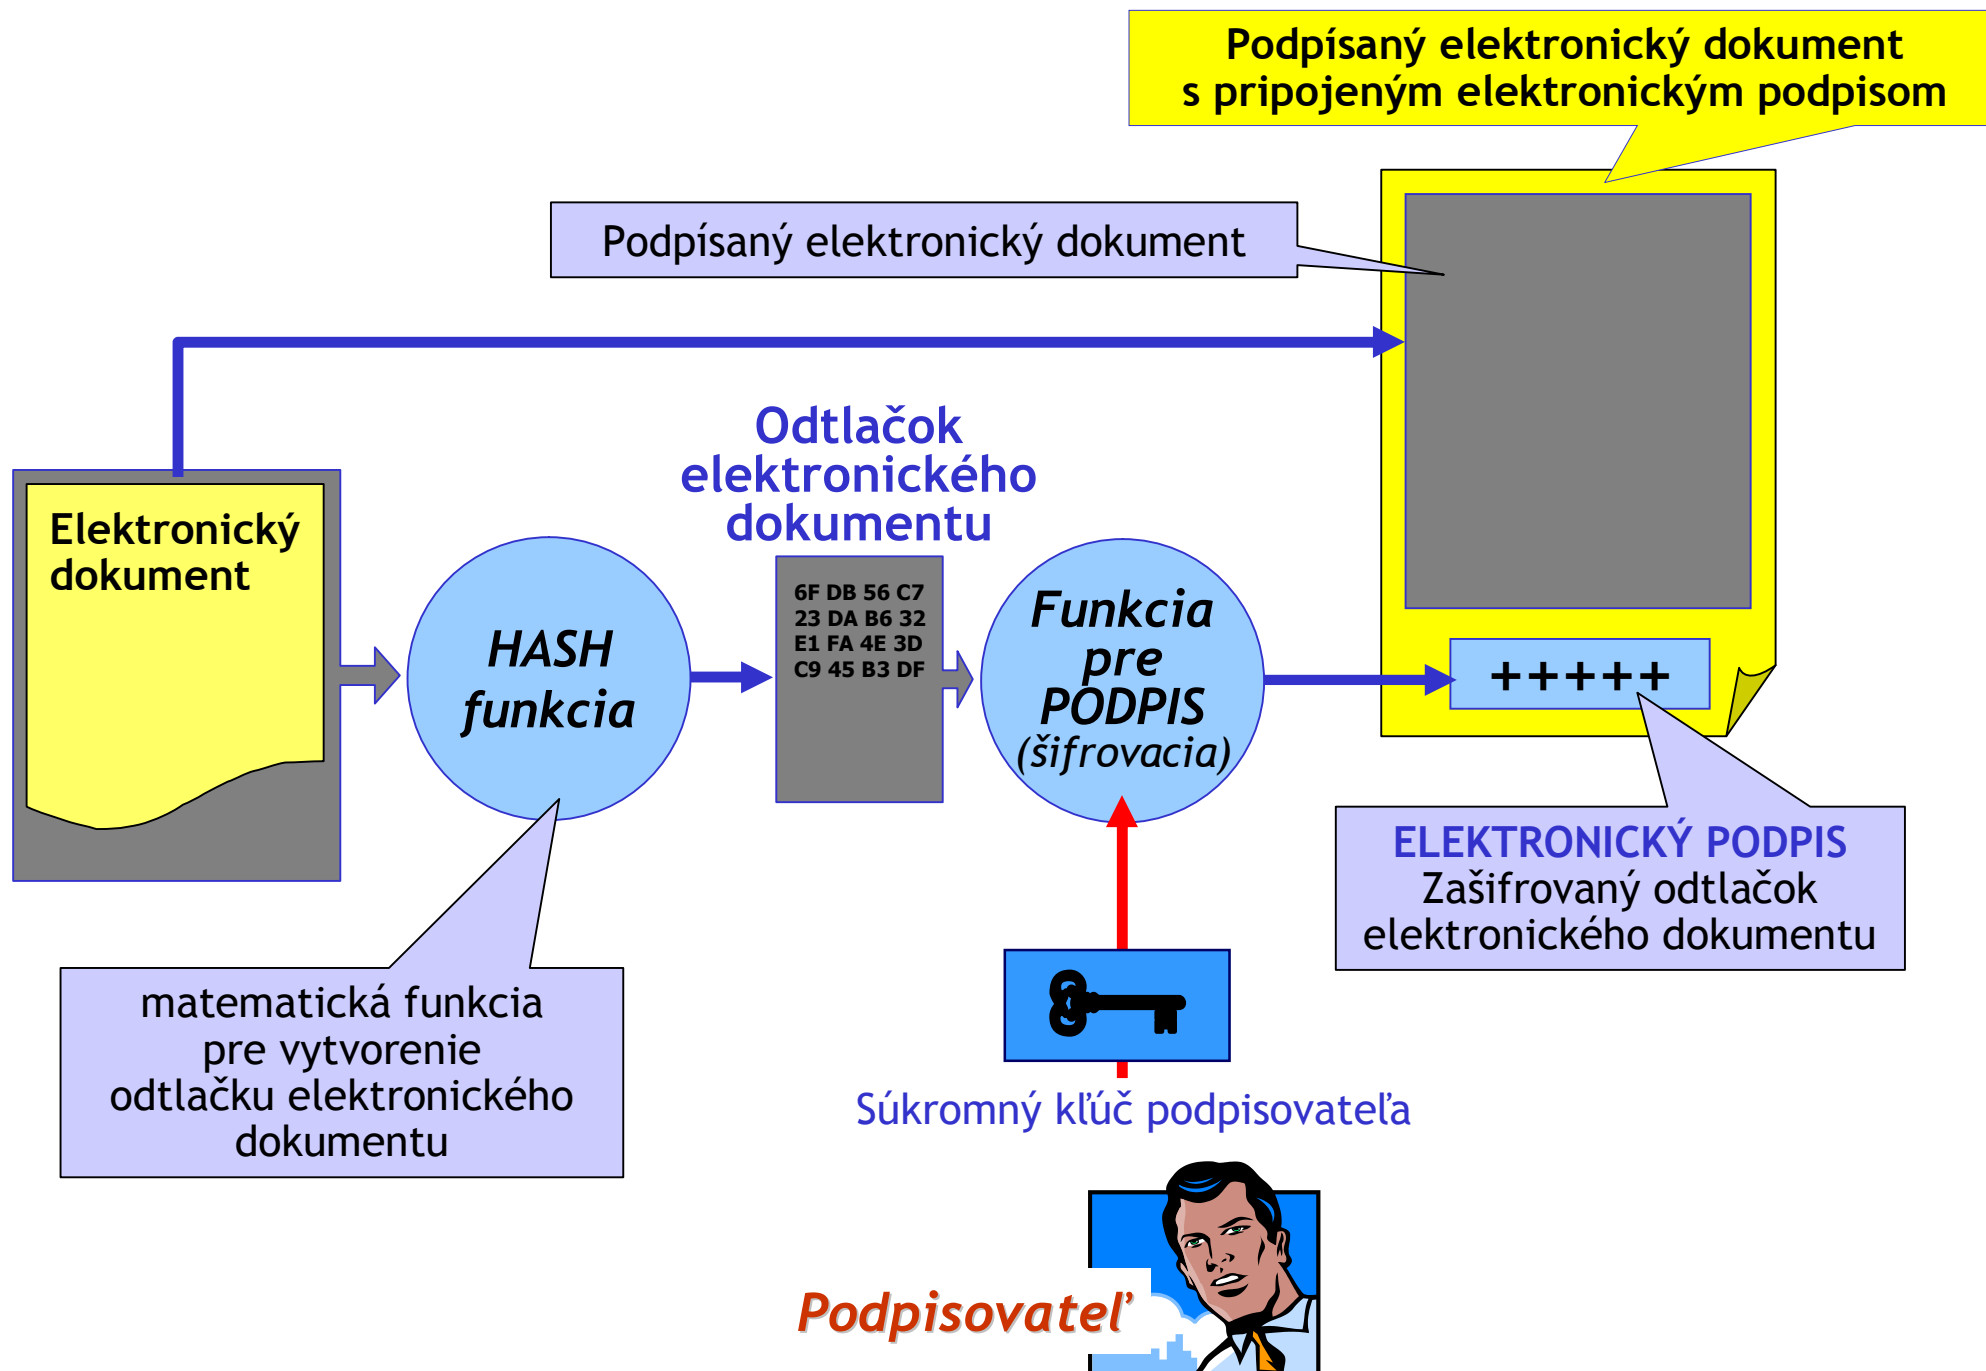 Podpísaný elektronický dokument
s pripojeným elektronickým podpisom
Podpísaný elektronický dokument
Odtlačok
elektronického
dokumentu
Elektronický
dokument
HASH
funkcia
6F DB 56 C7
23 DA B6 32
E1 FA 4E 3D
C9 45 B3 DF
Funkcia
pre
PODPIS
(šifrovacia)
+++++
ELEKTRONICKÝ PODPIS
Zašifrovaný odtlačok
elektronického dokumentu
matematická funkcia
pre vytvorenie
odtlačku elektronického
dokumentu
Súkromný kľúč podpisovateľa
Podpisovateľ